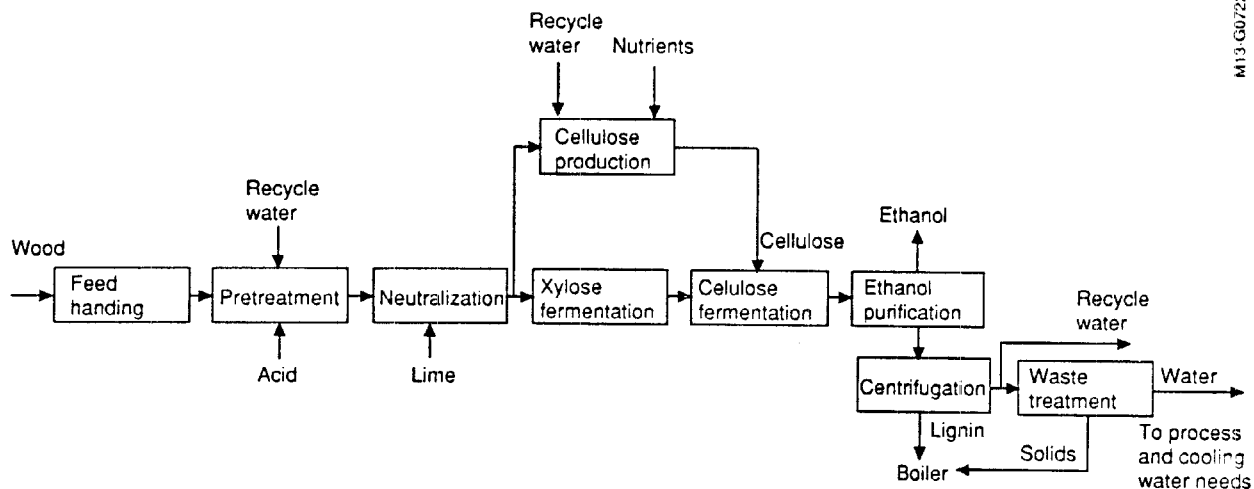 M13-G072
Recycle
water
Nutrients
Cellulose
production
Recycle
water
Ethanol
Wood
Cellulose
Feed
handing
Pretreatment
Neutralization
Xylose
fermentation
Celulose
fermentation
Ethanol
purification
Recycle
water
Acid
Lime
Centrifugation
Waste
treatment
Water
Lignin
Solids
Boiler
To process
and cooling
water needs